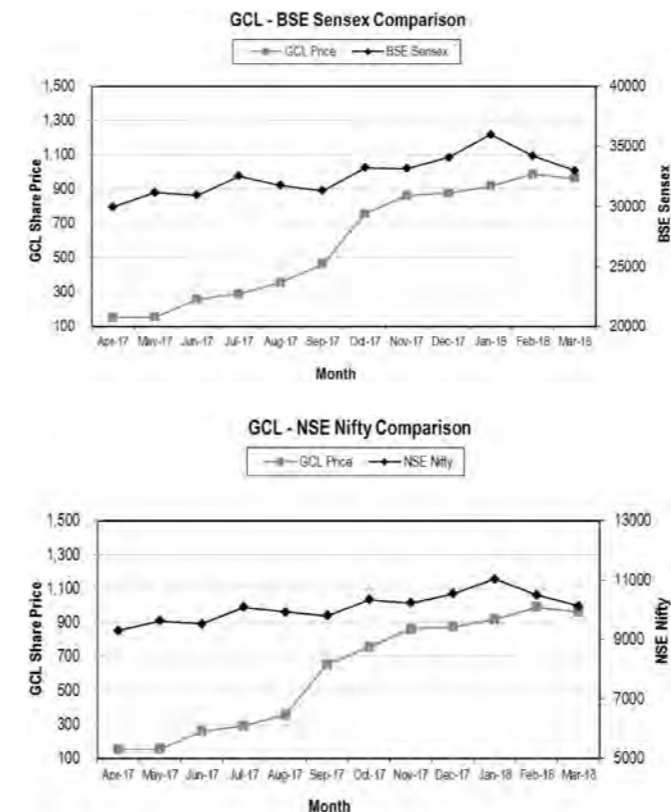 GCL - BSE Sensex Comparison
GCL Price BSE Sensex
1,500
1,300
1,100
900
700
500
300
100
GCL Share Price
40000
35000
30000
25000
20000
BSE Sensex
Apr-17 May-17 Jun-17 Jul-17 Aug-17 Sep-17 Oct-17 Nov-17 Dec-17 Jan-18 Feb-18 Mar-18
Month
GCL - NSE Nifty Comparison
GCL Price NSE Nifty
1,500
1,300
1,100
900
700
500
300
100
GCL Share Price
13000
11000
9000
7000
5000
NSE Nifty
Apr-17 May-17 Jun-17 Jul-17 Aug-17 Sep-17 Oct-17 Nov-17 Dec-17 Jan-18 Feb-18 Mar-18
Month